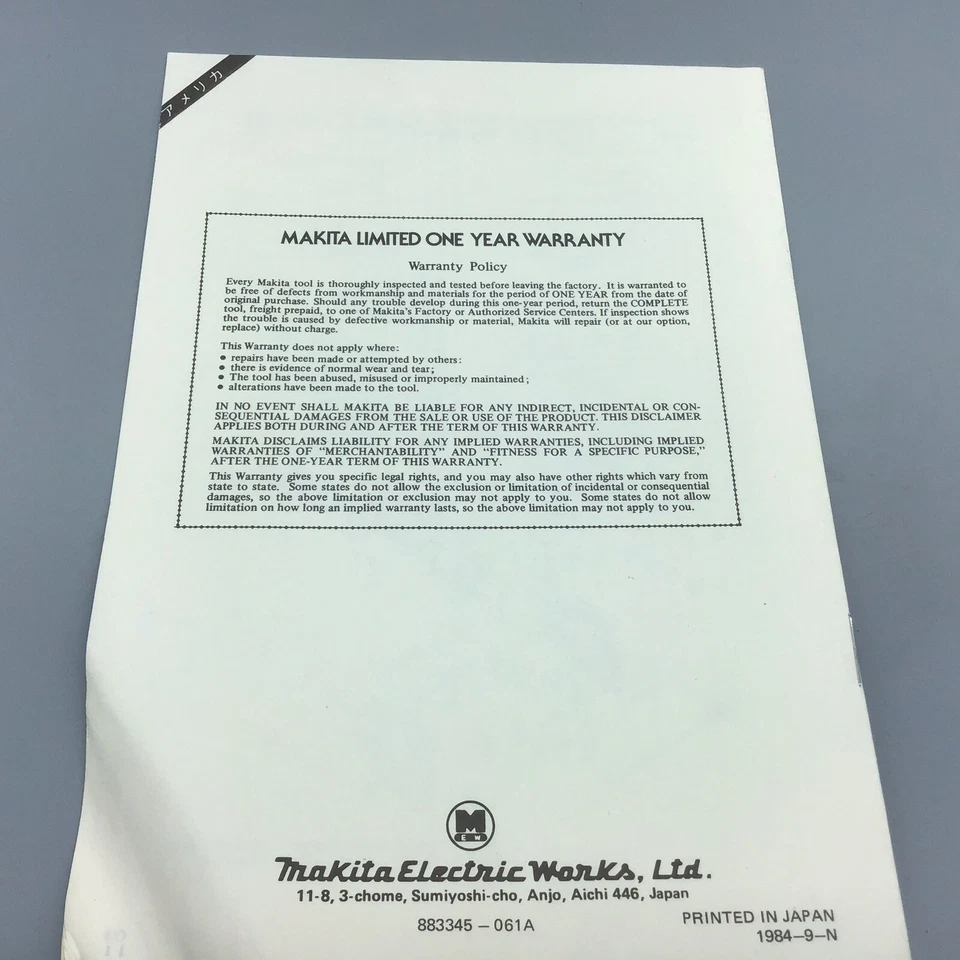 アメリカ
MAKITA LIMITED ONE YEAR WARRANTY
Warranty Policy
Every Makita tool is thoroughly inspected and tested before leaving the factory. It is warranted to
be free of defects from workmanship and materials for the period of ONE YEAR from the date of
original purchase. Should any trouble develop during this one-year period, return the COMPLETE
tool, freight prepaid, to one of Makita's Factory or Authorized Service Centers. If inspection shows
the trouble is caused by defective workmanship or material, Makita will repair (or at our option,
replace) without charge.
This Warranty does not apply where:
● repairs have been made or attempted by others:
● there is evidence of normal wear and tear;
● The tool has been abused, misused or improperly maintained;
● alterations have been made to the tool.
IN NO EVENT SHALL MAKITA BE LIABLE FOR ANY INDIRECT, INCIDENTAL OR CON-
SEQUENTIAL DAMAGES FROM THE SALE OR USE OF THE PRODUCT. THIS DISCLAIMER
APPLIES BOTH DURING AND AFTER THE TERM OF THIS WARRANTY.
MAKITA DISCLAIMS LIABILITY FOR ANY IMPLIED WARRANTIES, INCLUDING IMPLIED
WARRANTIES OF "MERCHANTABILITY" AND "FITNESS FOR A SPECIFIC PURPOSE,"
AFTER THE ONE-YEAR TERM OF THIS WARRANTY.
This Warranty gives you specific legal rights, and you may also have other rights which vary from
state to state. Some states do not allow the exclusion or limitation of incidental or consequential
damages, so the above limitation or exclusion may not apply to you. Some states do not allow
limitation on how long an implied warranty lasts, so the above limitation may not apply to you.
M
E W
Makita Electric Works, Ltd.
11-8, 3-chome, Sumiyoshi-cho, Anjo, Aichi 446, Japan
883345 – 061A
PRINTED IN JAPAN
1984–9–N